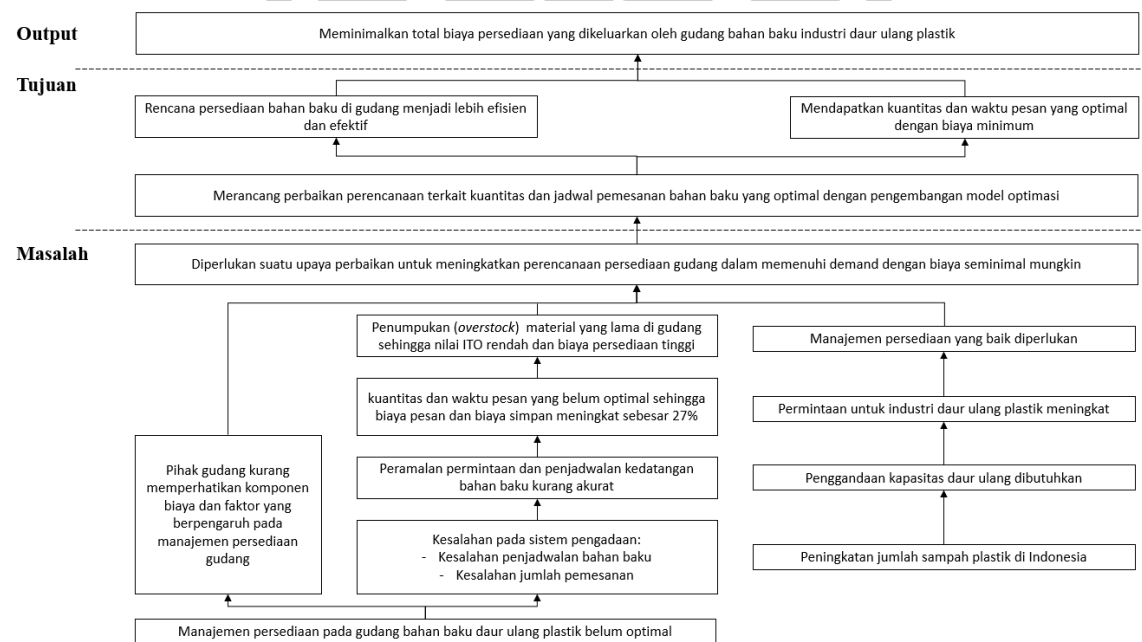 Output
Meminimalkan total biaya persediaan yang dikeluarkan oleh gudang bahan baku industri daur ulang plastik
Tujuan
Rencana persediaan bahan baku di gudang menjadi lebih efisien
dan efektif
Mendapatkan kuantitas dan waktu pesan yang optimal
dengan biaya minimum
Merancang perbaikan perencanaan terkait kuantitas dan jadwal pemesanan bahan baku yang optimal dengan pengembangan model optimasi
Masalah
Diperlukan suatu upaya perbaikan untuk meningkatkan perencanaan persediaan gudang dalam memenuhi demand dengan biaya seminimal mungkin
Penumpukan (overstock) material yang lama di gudang
sehingga nilai ITO rendah dan biaya persediaan tinggi
Manajemen persediaan yang baik diperlukan
kuantitas dan waktu pesan yang belum optimal sehingga
biaya pesan dan biaya simpan meningkat sebesar 27%
Permintaan untuk industri daur ulang plastik meningkat
Pihak gudang kurang
memperhatikan komponen
biaya dan faktor yang
berpengaruh pada
manajemen persediaan
gudang
Peramalan permintaan dan penjadwalan kedatangan
bahan baku kurang akurat
Penggandaan kapasitas daur ulang dibutuhkan
Kesalahan pada sistem pengadaan:
- Kesalahan penjadwalan bahan baku
- Kesalahan jumlah pemesanan
Peningkatan jumlah sampah plastik di Indonesia
Manajemen persediaan pada gudang bahan baku daur ulang plastik belum optimal